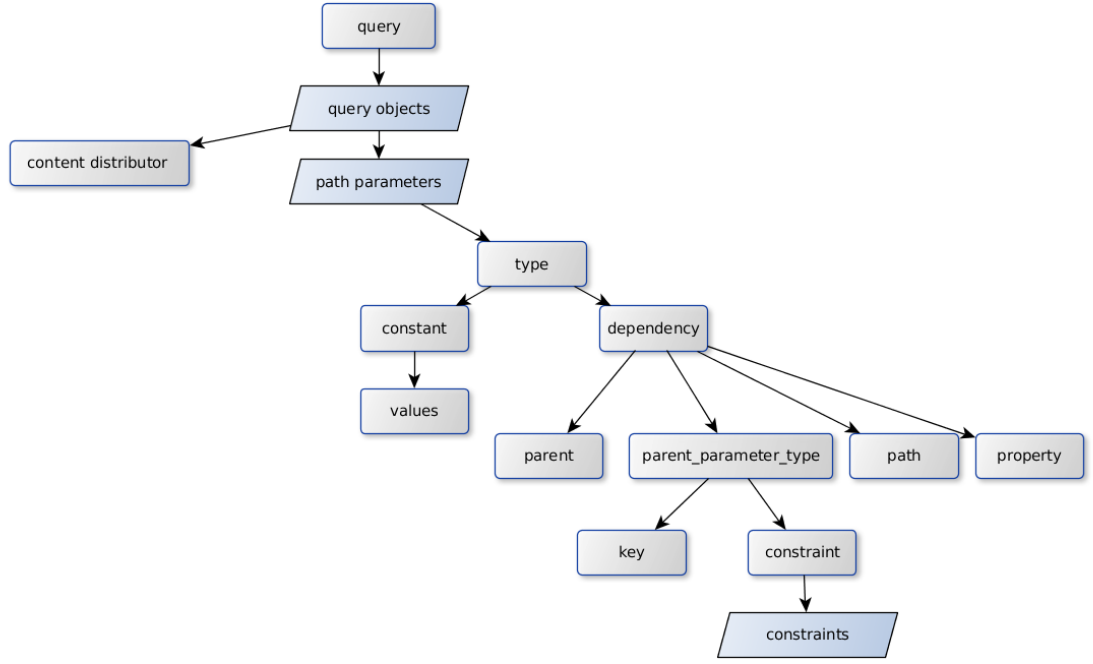 query
query objects
content distributor
path parameters
type
constant
dependency
values
parent
parent_parameter_type
path
property
key
constraint
constraints